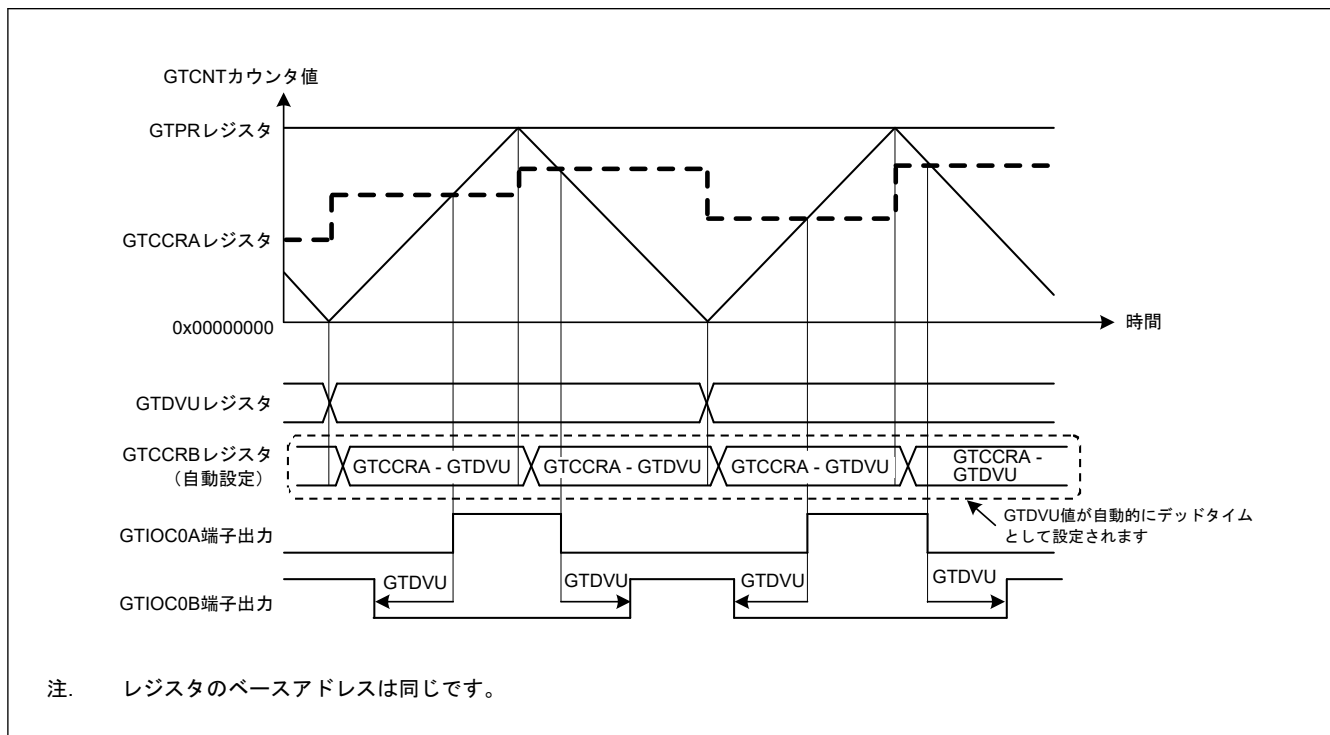 GTCNTカウンタ値
GTPRレジスタ
GTCCRAレジスタ
0x00000000
時間
GTDVUレジスタ
GTCCRBレジスタ
（自動設定）
GTCCRA - GTDVU
GTCCRA - GTDVU
GTCCRA - GTDVU
GTCCRA -
GTDVU
GTDVU値が自動的にデッドタイム
として設定されます
GTIOC0A端子出力
GTDVU
GTDVU
GTDVU
GTDVU
GTIOC0B端子出力
注. レジスタのベースアドレスは同じです。